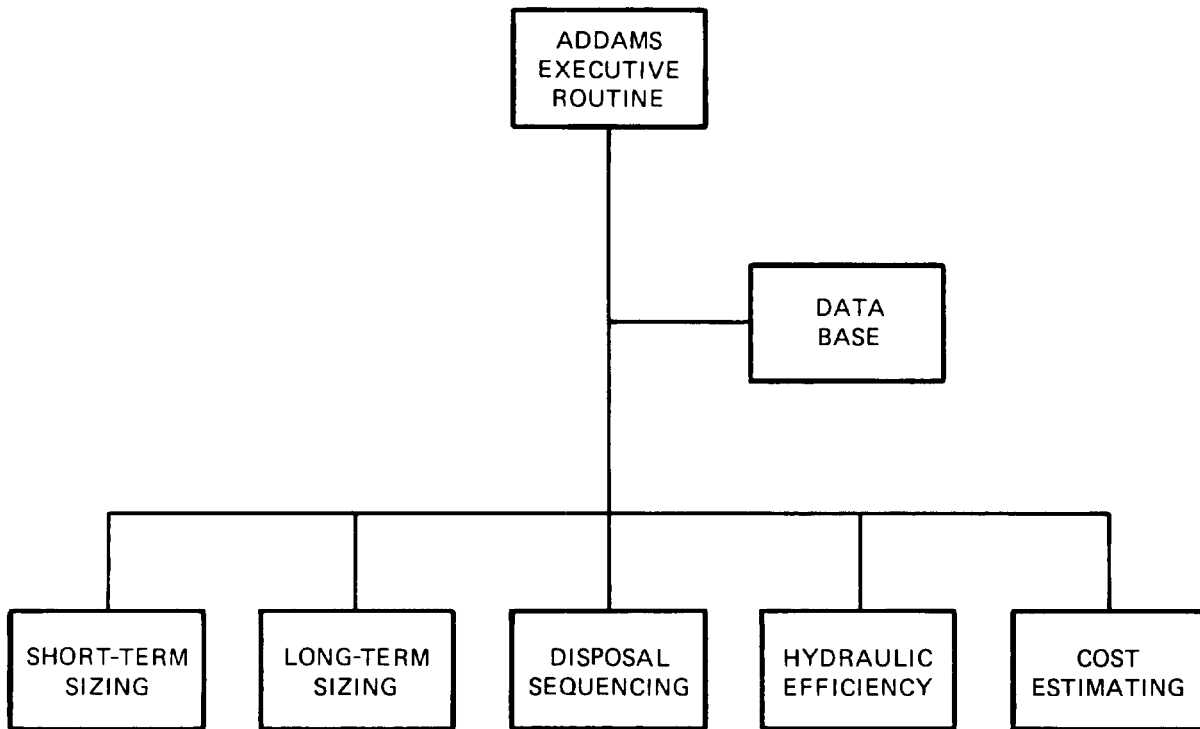 ADDAMS
EXECUTIVE
ROUTINE
DATA
BASE
SHORT-TERM
SIZING
LONG-TERM
SIZING
DISPOSAL
SEQUENCING
HYDRAULIC
EFFICIENCY
COST
ESTIMATING